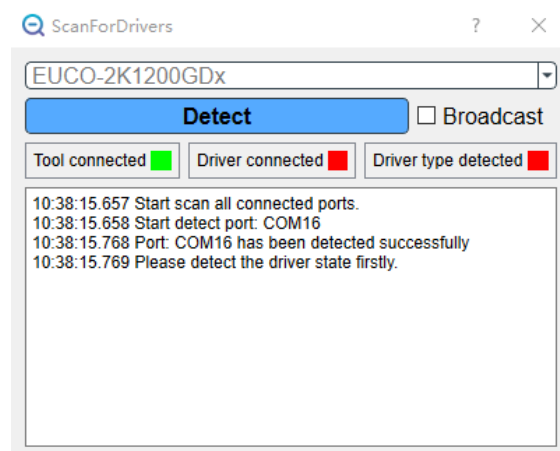 ScanForDrivers ?
EUCO-2K1200GDx
Detect Broadcast
Tool connected Driver connected Driver type detected
10:38:15.657 Start scan all connected ports.
10:38:15.658 Start detect port: COM16
10:38:15.768 Port: COM16 has been detected successfully
10:38:15.769 Please detect the driver state firstly.